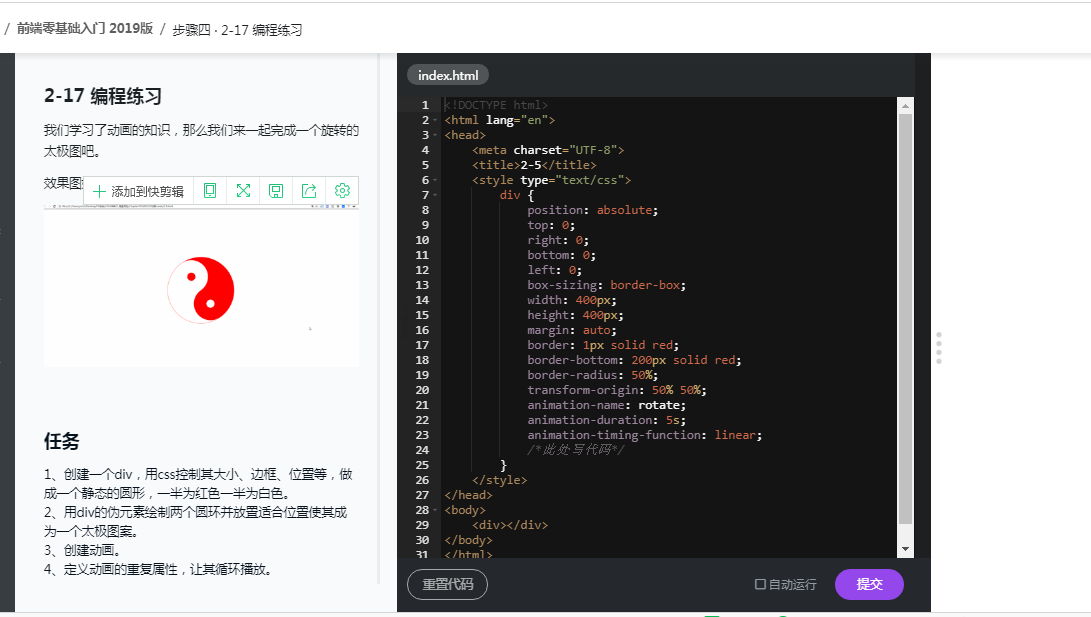 / 前端零基础入门 2019版 / 步骤四 · 2-17 编程练习
2-17 编程练习
我们学习了动画的知识，那么我们来一起完成一个旋转的
太极图吧。
效果图
添加到快剪辑
任务
1、创建一个div，用css控制其大小、边框、位置等，做
成一个静态的圆形，一半为红色一半为白色。
2、用div的伪元素绘制两个圆环并放置适合位置使其成
为一个太极图案。
3、创建动画。
4、定义动画的重复属性，让其循环播放。
index.html
1 <!DOCTYPE html>
2 <html lang="en">
3 <head>
4 <meta charset="UTF-8">
5 <title>2-5</title>
6 <style type="text/css">
7 div {
8 position: absolute;
9 top: 0;
10 right: 0;
11 bottom: 0;
12 left: 0;
13 box-sizing: border-box;
14 width: 400px;
15 height: 400px;
16 margin: auto;
17 border: 1px solid red;
18 border-bottom: 200px solid red;
19 border-radius: 50%;
20 transform-origin: 50% 50%;
21 animation-name: rotate;
22 animation-duration: 5s;
23 animation-timing-function: linear;
24 /*此处写代码*/
25 }
26 </style>
27 </head>
28 <body>
29 <div></div>
30 </body>
31 </html>
重置代码
自动运行
提交